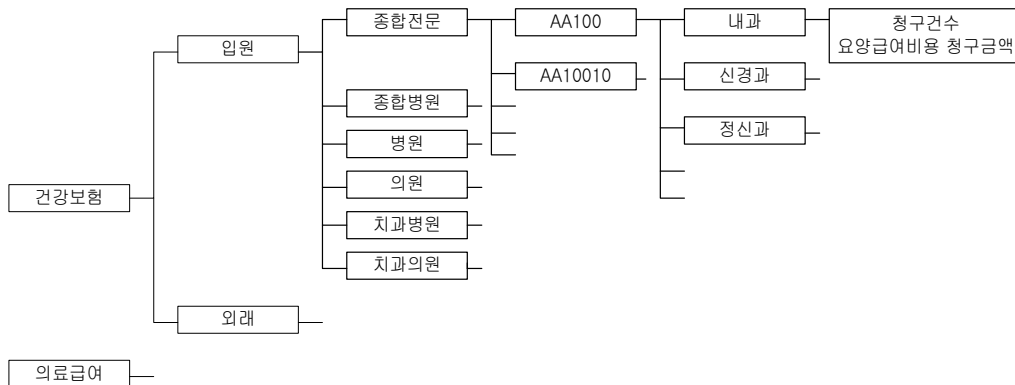 종합전문
AA100
내과
청구건수
요양급여비용 청구금액
입원
AA10010
신경과
종합병원
정신과
병원
의원
건강보험
치과병원
치과의원
외래
의료급여